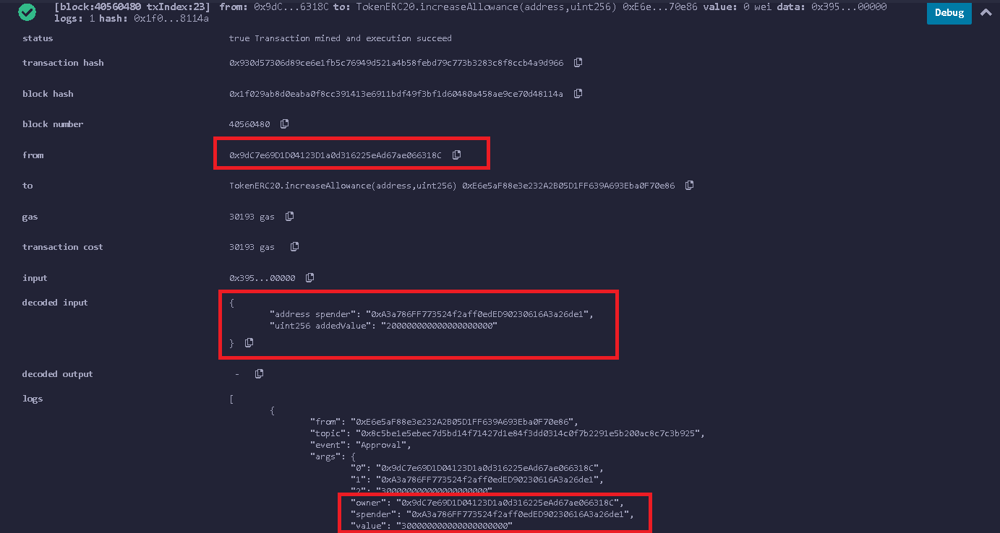 [block:40560480 txIndex:23] from: 0x9dC...6318C to: TokenERC20.increaseAllowance(address,uint256) 0xE6e...70e86 value: 0 wei data: 0x395...00000
logs: 1 hash: 0x1f0...8114a
Debug
status true Transaction mined and execution succeed
transaction hash 0x930d57306d89ce6e1fb5c76949d521a4b58febd79c773b3283c8f8ccb4a9d966
block hash 0x1f029ab8d0eaba0f8cc391413e6911bdf49f3bf1d60480a458ae9ce70d48114a
block number 40560480
from 0x9dC7e69D1D04123D1a0d316225eAd67ae066318C
to TokenERC20.increaseAllowance(address,uint256) 0xE6e5aF88e3e232A2B05D1FF639A693Eba0F70e86
gas 30193 gas
transaction cost 30193 gas
input 0x395...00000
decoded input {
"address spender": "0xA3a786FF773524f2aff0edED90230616A3a26de1",
"uint256 addedValue": "200000000000000000000"
}
decoded output -
logs [
{
"from": "0xE6e5aF88e3e232A2B05D1FF639A693Eba0F70e86",
"topic": "0x8c5be1e5ebec7d5bd14f71427d1e84f3dd0314c0f7b2291e5b200ac8c7c3b925",
"event": "Approval",
"args": {
"0": "0x9dC7e69D1D04123D1a0d316225eAd67ae066318C",
"1": "0xA3a786FF773524f2aff0edED90230616A3a26de1",
"2": "300000000000000000000"
"owner": "0x9dC7e69D1D04123D1a0d316225eAd67ae066318C",
"spender": "0xA3a786FF773524f2aff0edED90230616A3a26de1",
"value": "300000000000000000000"